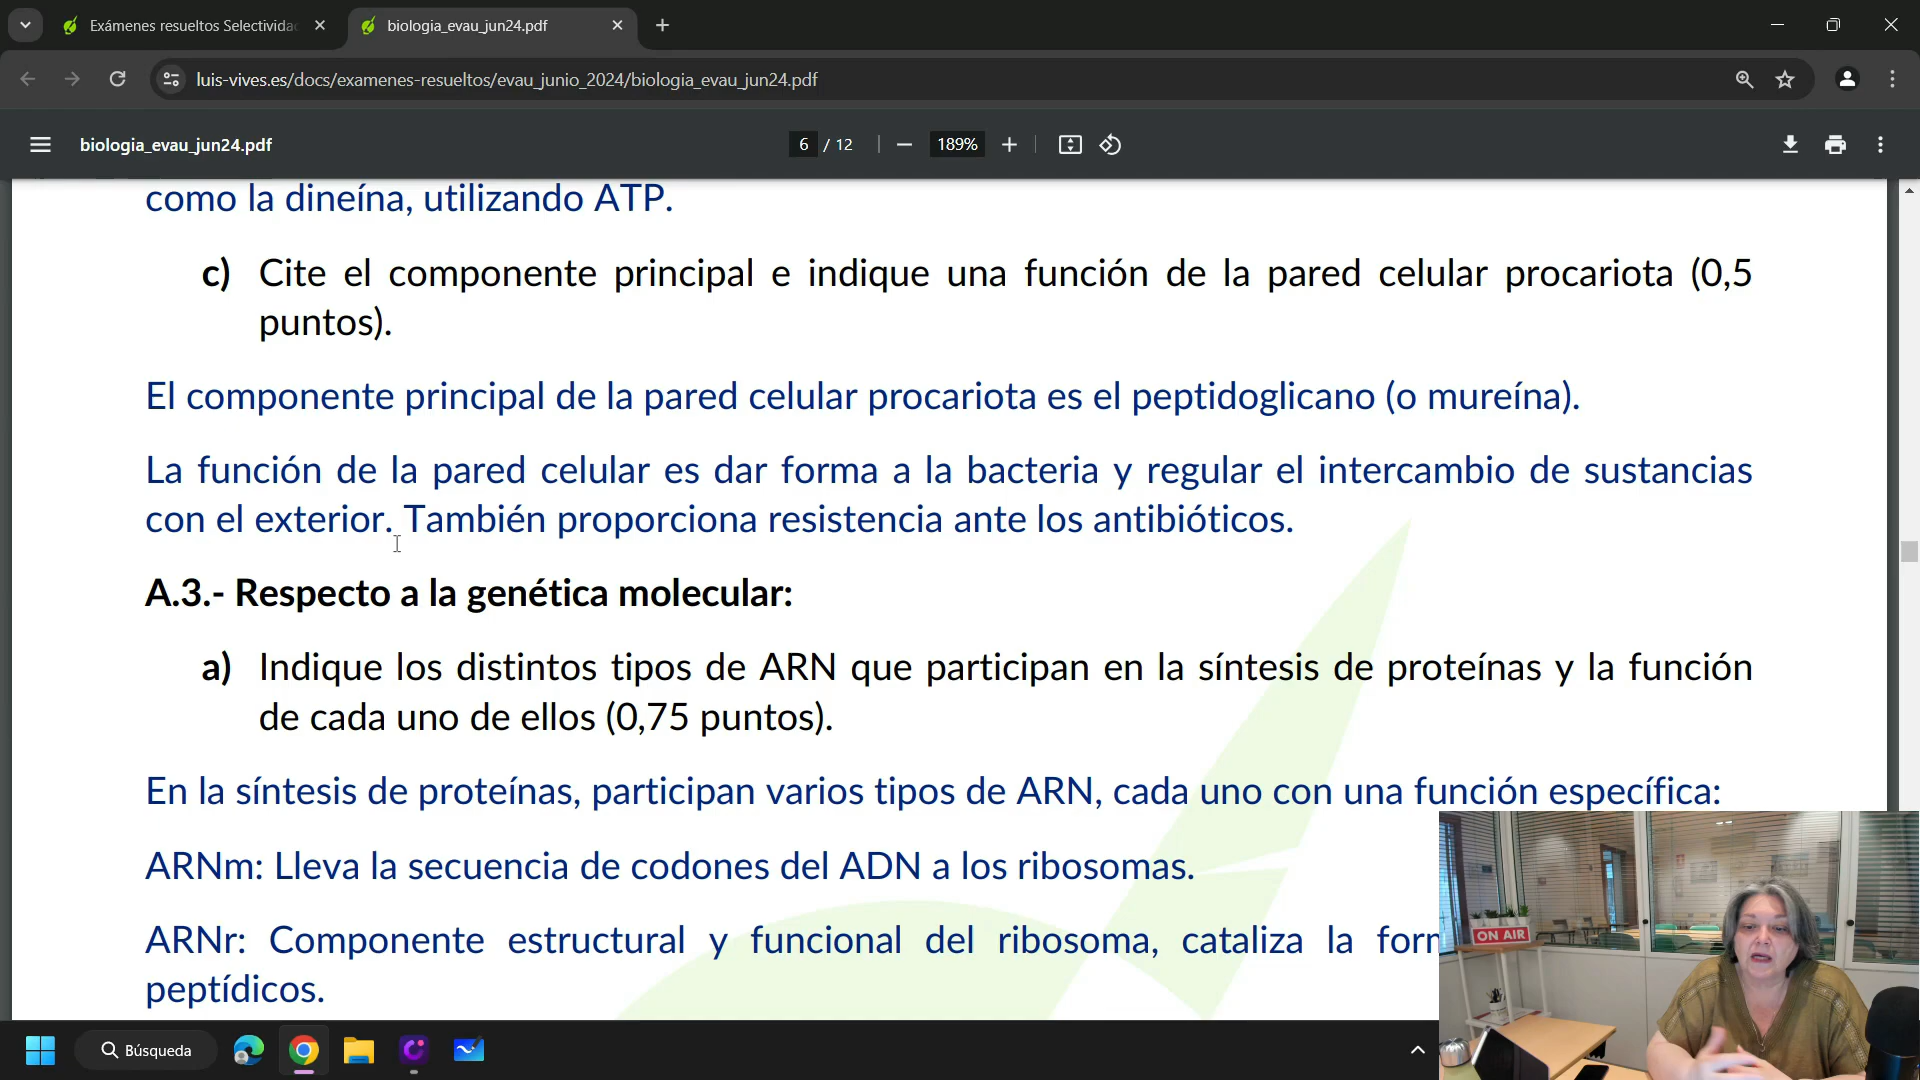 Exámenes resueltos Selectivida
biologia_evau_jun24.pdf
luis-vives.es/docs/examenes-resueltos/evau_junio_2024/biologia_evau_jun24.pdf
biologia_evau_jun24.pdf
6 / 12
189%
como la dineína, utilizando ATP.
c) Cite el componente principal e indique una función de la pared celular procariota (0,5
puntos).
El componente principal de la pared celular procariota es el peptidoglicano (o mureína).
La función de la pared celular es dar forma a la bacteria y regular el intercambio de sustancias
con el exterior. También proporciona resistencia ante los antibióticos.
A.3.- Respecto a la genética molecular:
a) Indique los distintos tipos de ARN que participan en la síntesis de proteínas y la función
de cada uno de ellos (0,75 puntos).
En la síntesis de proteínas, participan varios tipos de ARN, cada uno con una función específica:
ARNm: Lleva la secuencia de codones del ADN a los ribosomas.
ARNr: Componente estructural y funcional del ribosoma, cataliza la for
peptídicos.
ON AIR
Búsqueda